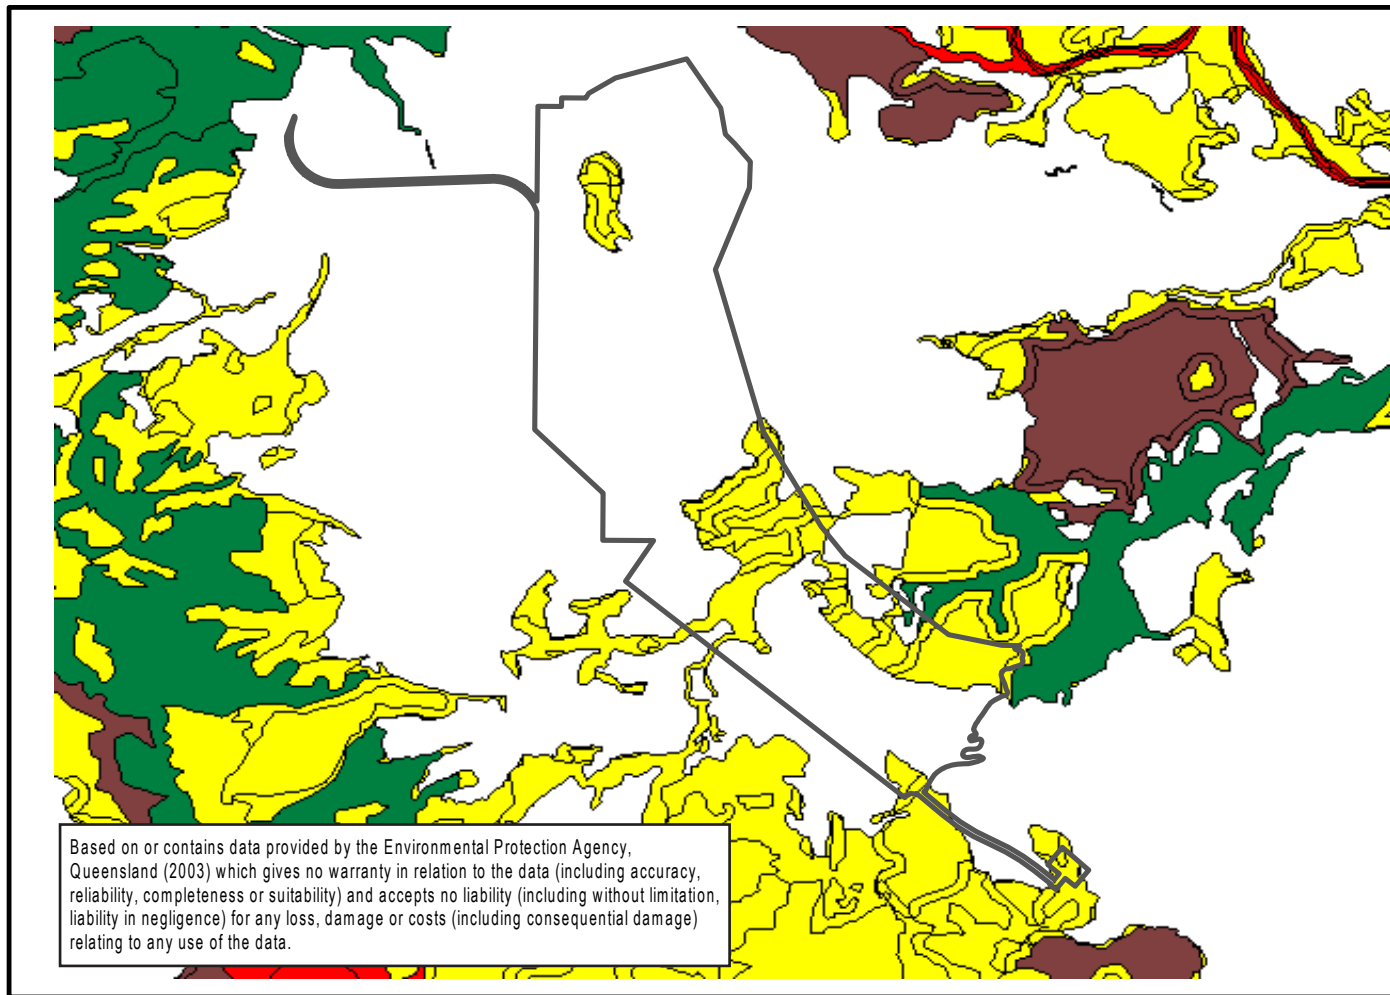 Based on or contains data provided by the Environmental Protection Agency,
Queensland (2003) which gives no warranty in relation to the data (including accuracy,
reliability, completeness or suitability) and accepts no liability (including without limitation,
liability in negligence) for any loss, damage or costs (including consequential damage)
relating to any use of the data.